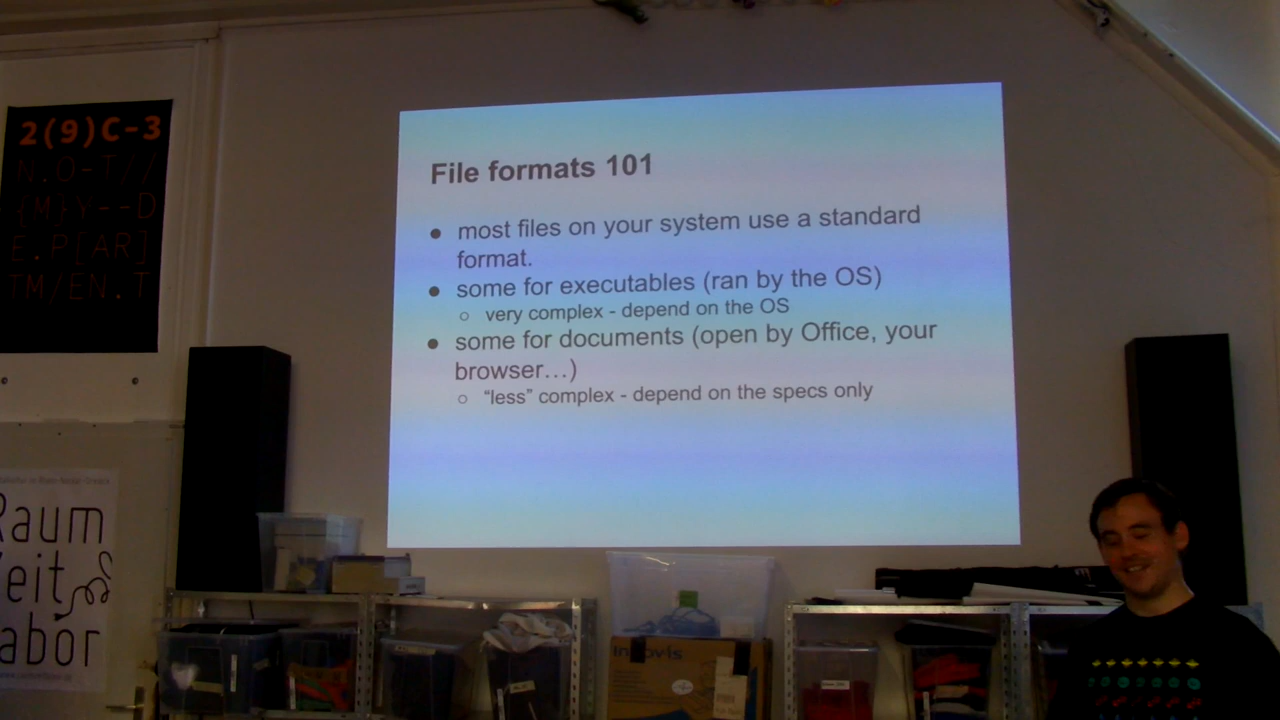 2(9)C-3
N.O-T//
{M}Y--D
E.P[AR]
TM/EN.T
File formats 101
● most files on your system use a standard
format.
● some for executables (ran by the OS)
○ very complex - depend on the OS
● some for documents (open by Office, your
browser…)
○ “less” complex - depend on the specs only
Raum
Zeit
Labor